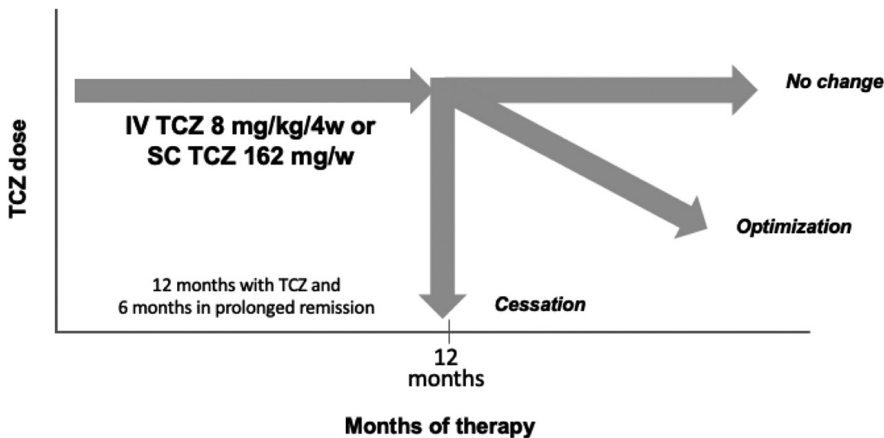 TCZ dose
IV TCZ 8 mg/kg/4w or
SC TCZ 162 mg/w
No change
Optimization
12 months with TCZ and
6 months in prolonged remission
Cessation
12
months
Months of therapy